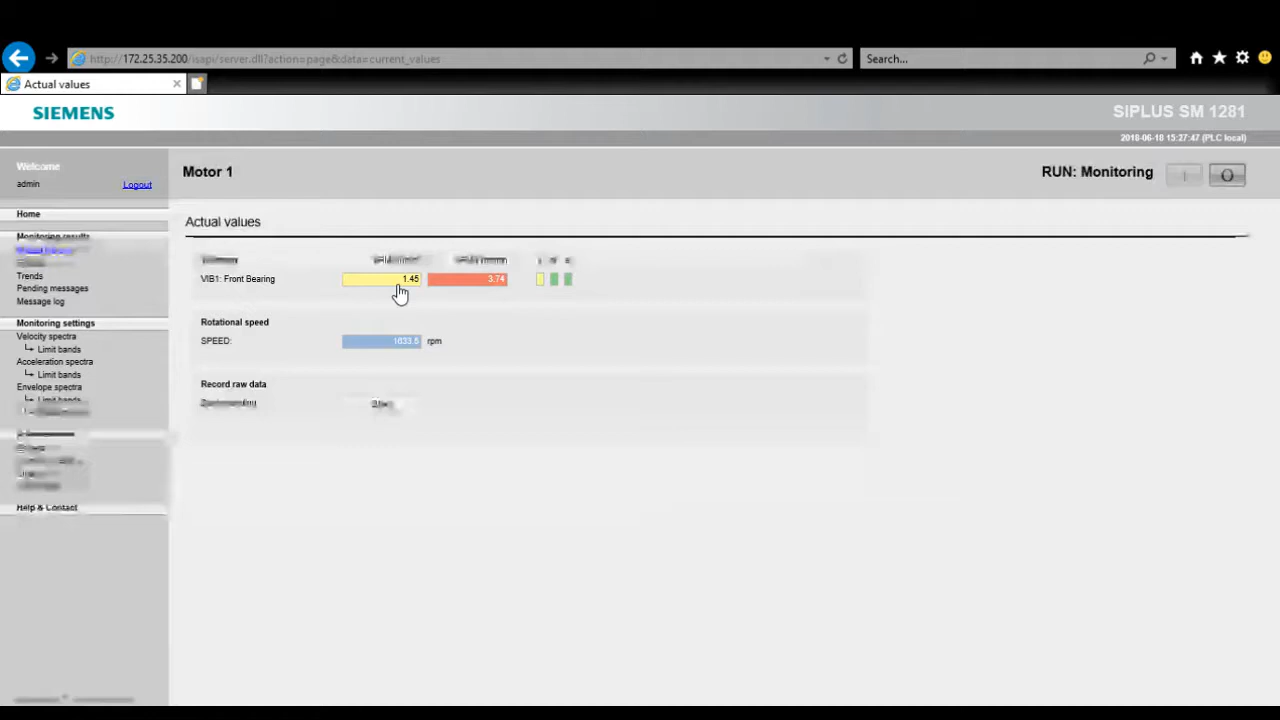 http://172.25.35.200/isapi/server.dll?action=page&data=current_values
Search...
Actual values
SIEMENS
SIPLUS SM 1281
2018-06-18 15:27:47 (PLC local)
Welcome
admin Logout
Motor 1
RUN: Monitoring
Home
Actual values
Monitoring results
Trends
Pending messages
Message log
VIB1: Front Bearing 1.45 3.74
Monitoring settings
Velocity spectra
Limit bands
Acceleration spectra
Limit bands
Envelope spectra
Limit bands
Rotational speed
SPEED: 1633.5 rpm
Record raw data
Help & Contact